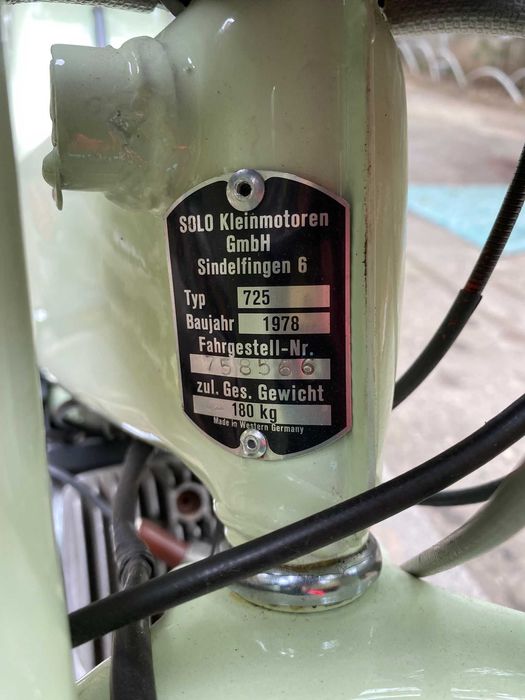 SOLO Kleinmotoren
GmbH
Sindelfingen 6
Typ 725
Baujahr 1978
Fahrgestell-Nr.
758566
zul. Ges. Gewicht
180 kg
Made in Western Germany